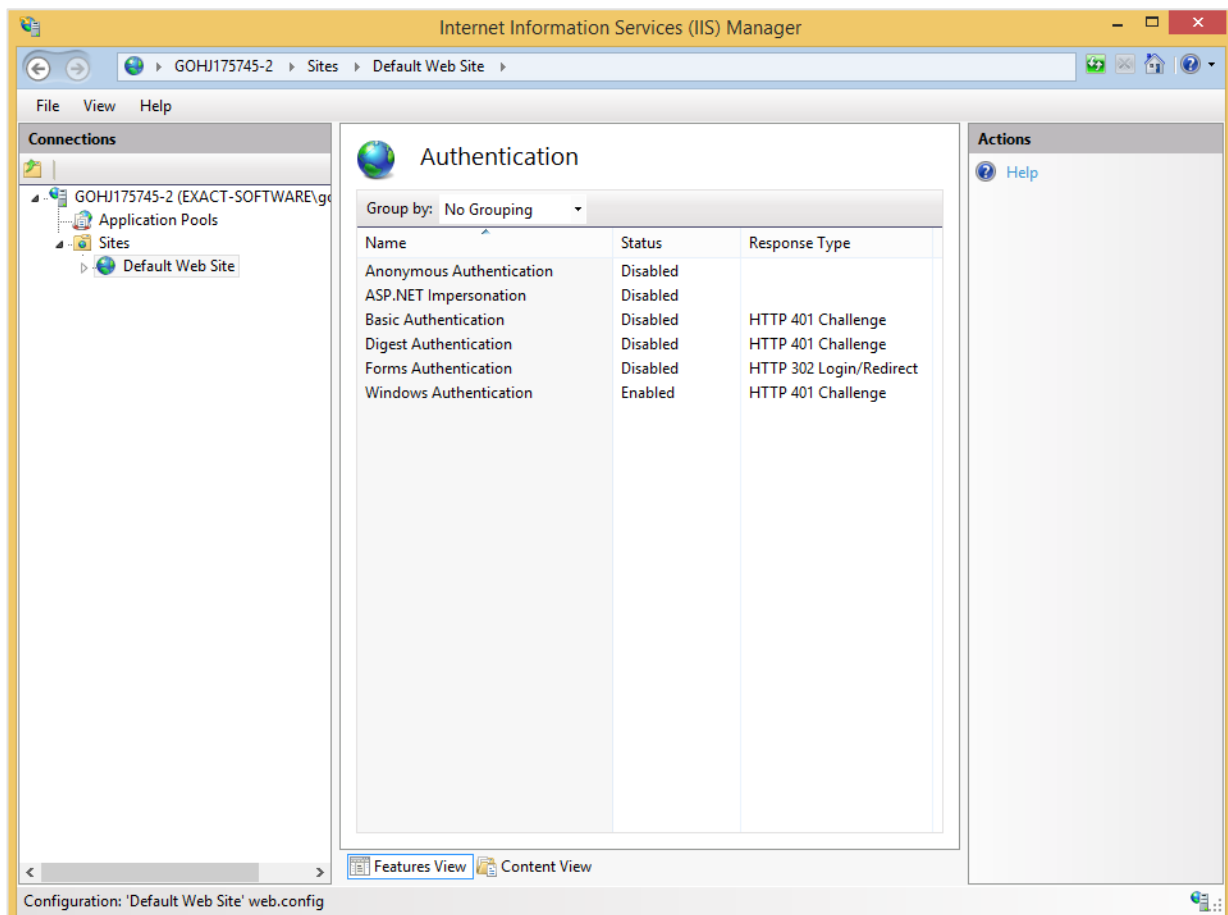 Internet Information Services (IIS) Manager
GOHJ175745-2 Sites Default Web Site
File View Help
Connections
GOHJ175745-2 (EXACT-SOFTWARE\go
Application Pools
Sites
Default Web Site
Authentication
Group by: No Grouping
Name Status Response Type
Anonymous Authentication Disabled
ASP.NET Impersonation Disabled
Basic Authentication Disabled HTTP 401 Challenge
Digest Authentication Disabled HTTP 401 Challenge
Forms Authentication Disabled HTTP 302 Login/Redirect
Windows Authentication Enabled HTTP 401 Challenge
Features View Content View
Actions
Help
Configuration: 'Default Web Site' web.config